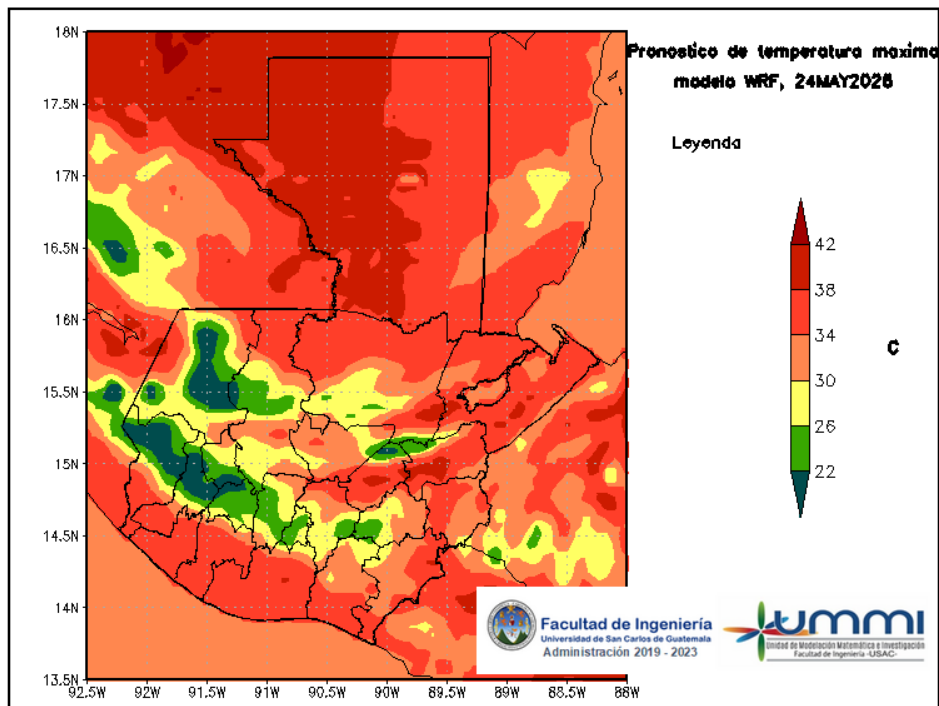 Pronostico de temperatura maxima
modelo WRF, 24MAY2026
Leyenda
42
38
34
30
26
22
C
18N
17.5N
17N
16.5N
16N
15.5N
15N
14.5N
14N
13.5N
92.5W 92W 91.5W 91W 90.5W 90W 89.5W 89W 88.5W 88W
Facultad de Ingeniería
Universidad de San Carlos de Guatemala
Administración 2019 - 2023
ummi
Unidad de Modelación Matemática e Investigación
Facultad de Ingeniería -USAC-